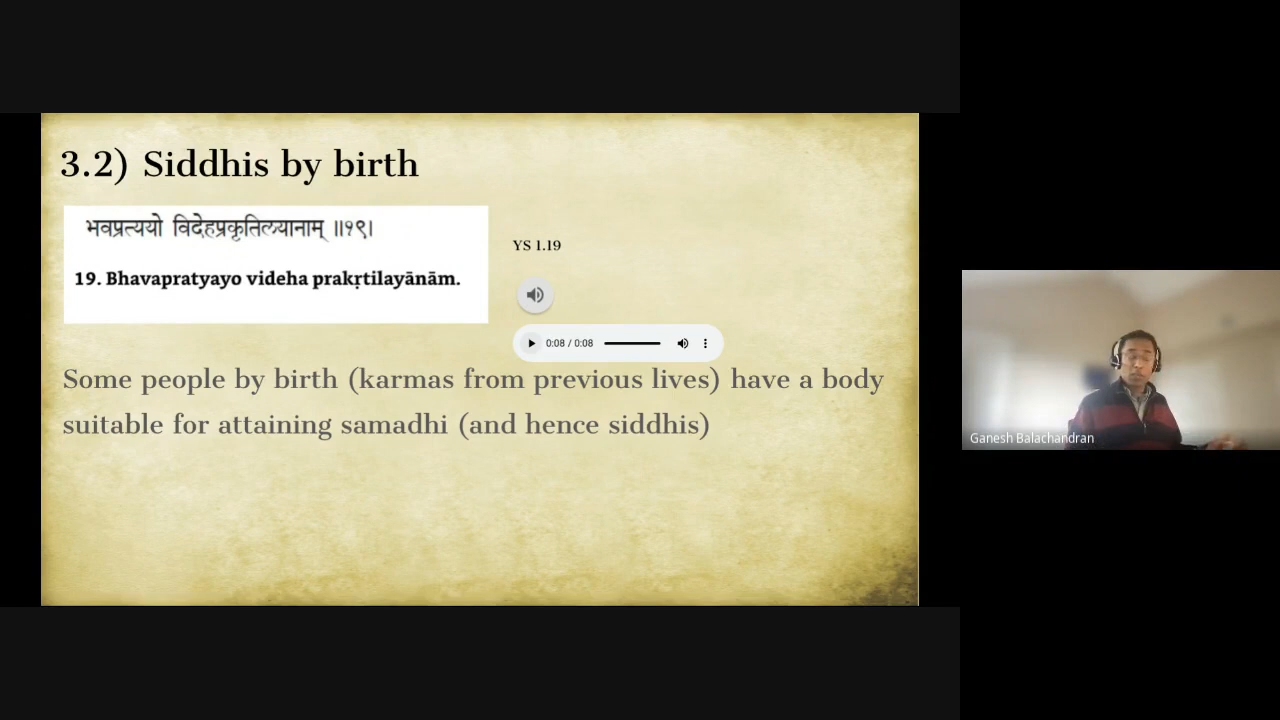 3.2) Siddhis by birth
भवप्रत्ययो विदेहप्रकृतिलयानाम् ॥१९।
19. Bhavapratyayo videha prakṛtilayānām.
YS 1.19
0:08 / 0:08
Some people by birth (karmas from previous lives) have a body
suitable for attaining samadhi (and hence siddhis)
Ganesh Balachandran